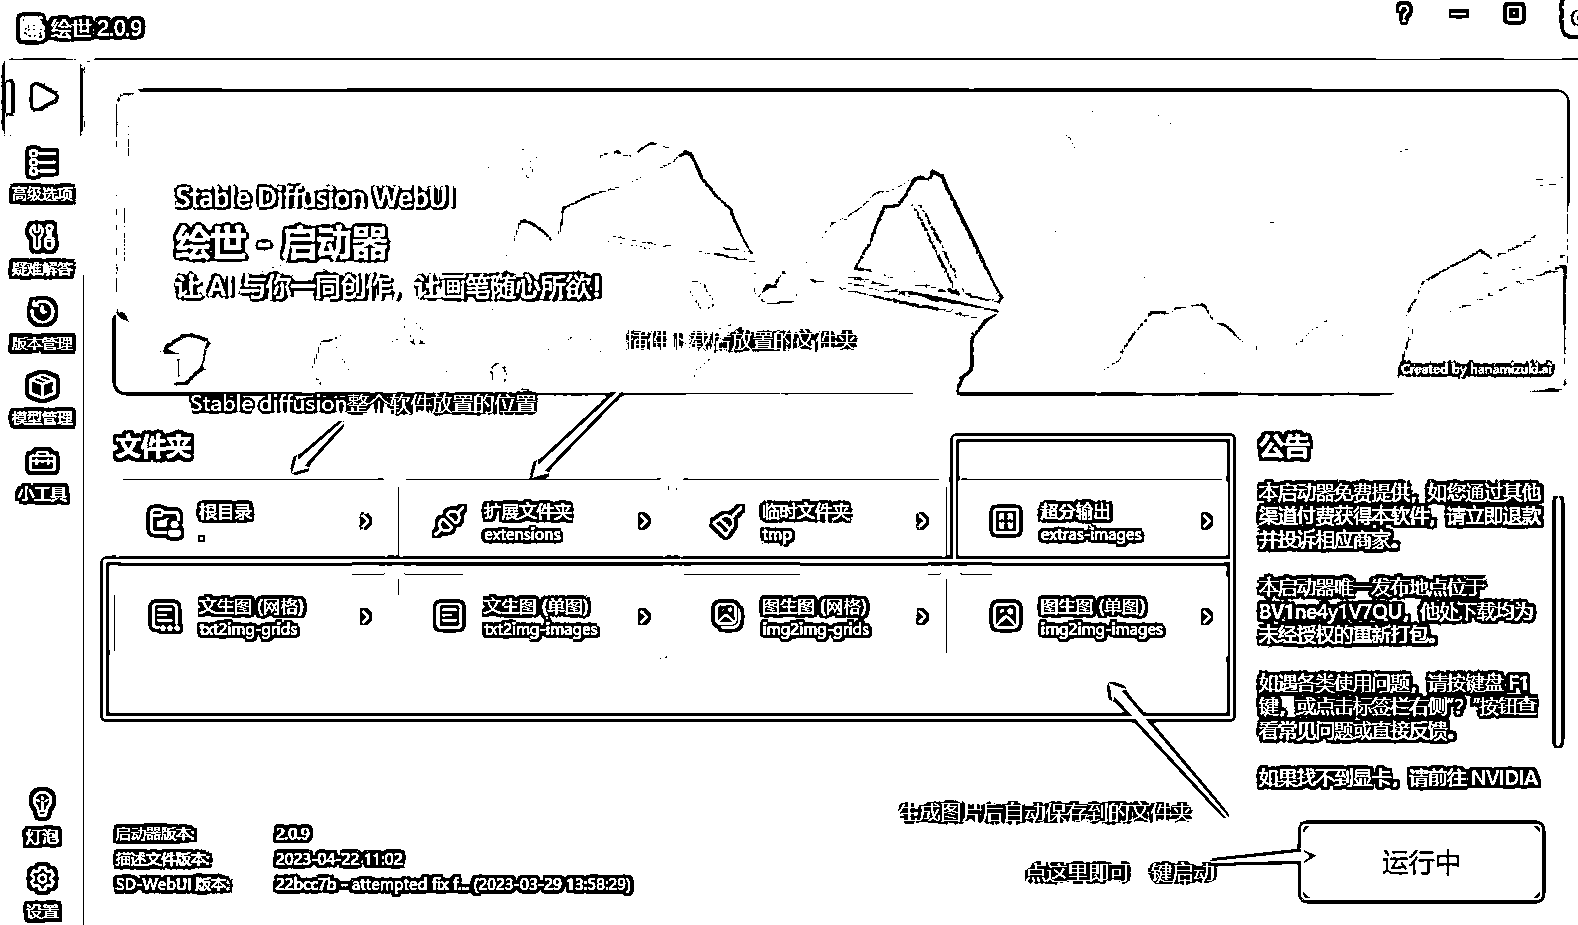 绘世 2.0.9
高级选项
疑难解答
版本管理
模型管理
小工具
灯泡
设置
Stable Diffusion WebUI
绘世 - 启动器
让 AI 与你一同创作，让画笔随心所欲！
插件下载后放置的文件夹
Created by hanamizuki.ai
Stable diffusion整个软件放置的位置
文件夹
根目录
.
扩展文件夹
extensions
临时文件夹
tmp
超分输出
extras-images
文生图 (网格)
txt2img-grids
文生图 (单图)
txt2img-images
图生图 (网格)
img2img-grids
图生图 (单图)
img2img-images
公告
本启动器免费提供，如您通过其他
渠道付费获得本软件，请立即退款
并投诉相应商家。
本启动器唯一发布地点位于
BV1ne4y1V7QU，他处下载均为
未经授权的重新打包。
如遇各类使用问题，请按键盘 F1
键，或点击标签栏右侧“？”按钮查
看常见问题或直接反馈。
如果找不到显卡，请前往 NVIDIA
生成图片后自动保存到的文件夹
点这里即可一键启动
运行中
启动器版本: 2.0.9
描述文件版本: 2023-04-22 11:02
SD-WebUI 版本: 22bcc7b - attempted fix f... (2023-03-29 13:58:29)